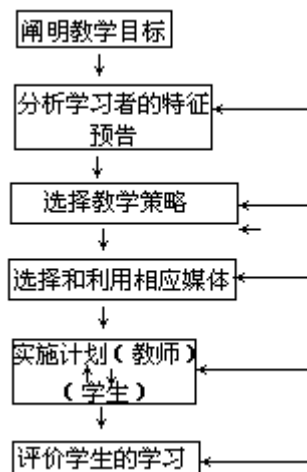 阐明教学目标
分析学习者的特征
预告
选择教学策略
选择和利用相应媒体
实施计划(教师)
(学生)
评价学生的学习